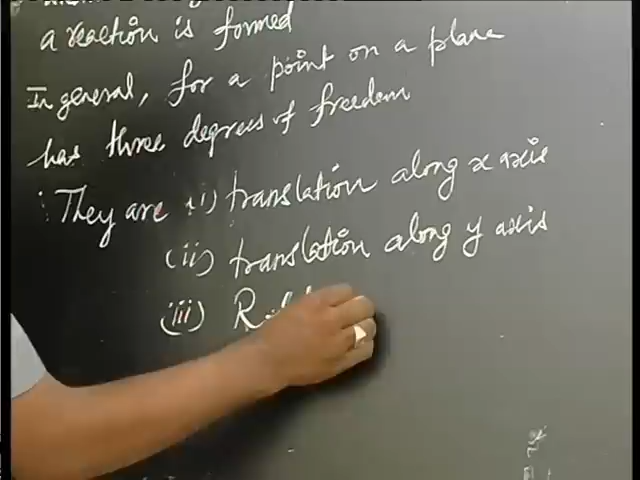 a reaction is formed
In general, for a point on a plane
has three degrees of freedom
They are (i) translation along x axis
(ii) translation along y axis
(iii)